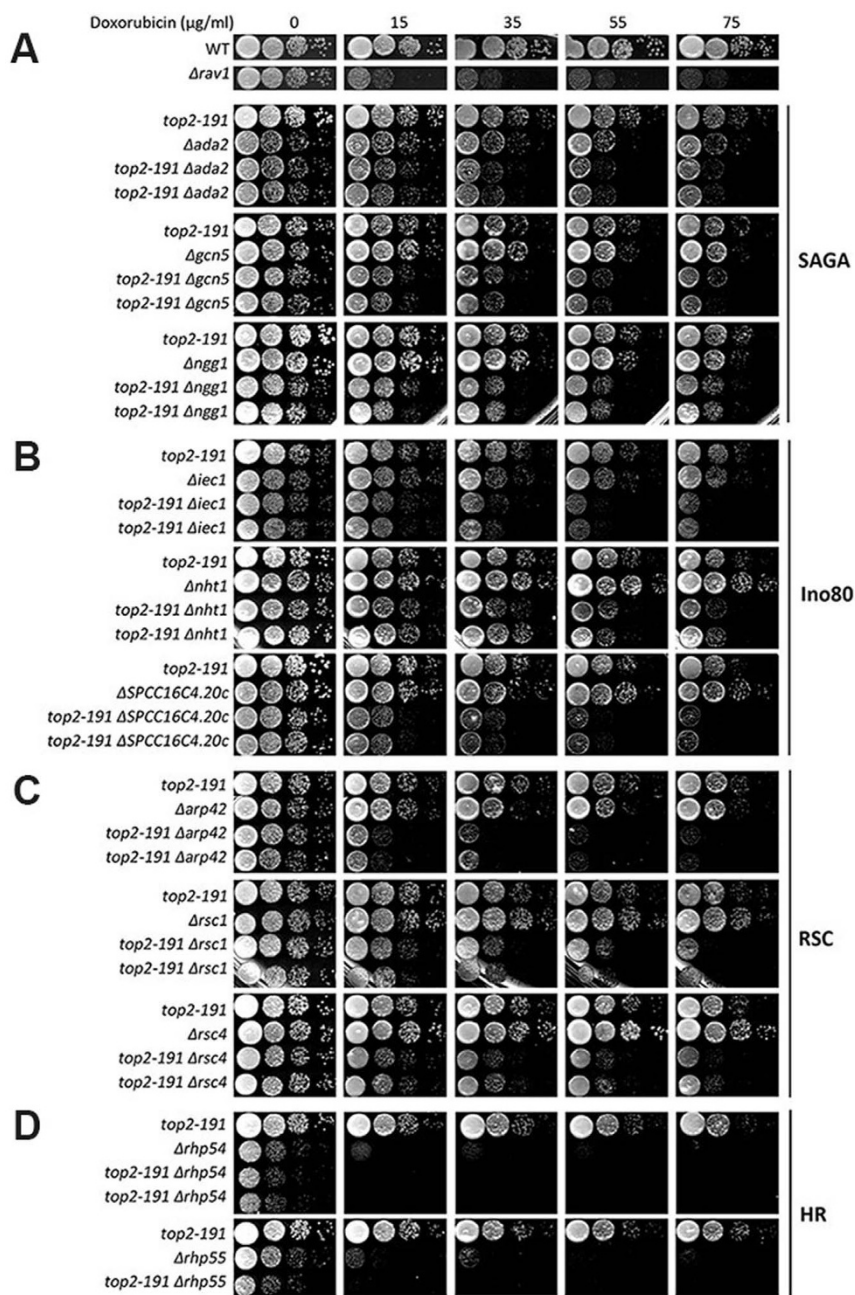 Doxorubicin (µg/ml) 0 15 35 55 75
A
WT
Δrav1
top2-191
Δada2
top2-191 Δada2
top2-191 Δada2
top2-191
Δgcn5
top2-191 Δgcn5
top2-191 Δgcn5
SAGA
top2-191
Δngg1
top2-191 Δngg1
top2-191 Δngg1
B
top2-191
Δiec1
top2-191 Δiec1
top2-191 Δiec1
top2-191
Δnht1
top2-191 Δnht1
top2-191 Δnht1
Ino80
top2-191
ΔSPCC16C4.20c
top2-191 ΔSPCC16C4.20c
top2-191 ΔSPCC16C4.20c
C
top2-191
Δarp42
top2-191 Δarp42
top2-191 Δarp42
top2-191
Δrsc1
top2-191 Δrsc1
top2-191 Δrsc1
RSC
top2-191
Δrsc4
top2-191 Δrsc4
top2-191 Δrsc4
D
top2-191
Δrhp54
top2-191 Δrhp54
top2-191 Δrhp54
HR
top2-191
Δrhp55
top2-191 Δrhp55